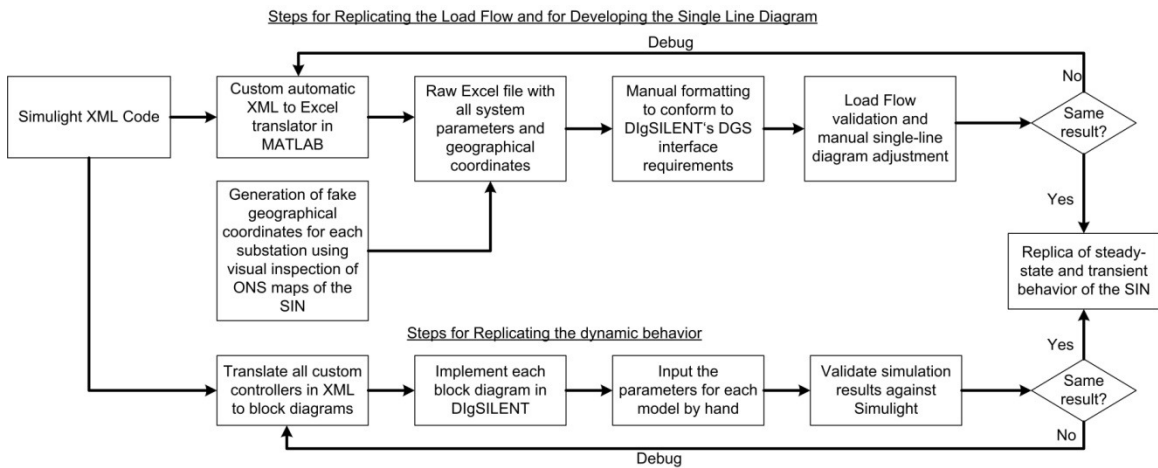 Steps for Replicating the Load Flow and for Developing the Single Line Diagram
Debug
No
Simulight XML Code
Custom automatic
XML to Excel
translator in
MATLAB
Raw Excel file with
all system
parameters and
geographical
coordinates
Manual formatting
to conform to
DIgSILENT's DGS
interface
requirements
Load Flow
validation and
manual single-line
diagram adjustment
Same
result?
Yes
Generation of fake
geographical
coordinates for each
substation using
visual inspection of
ONS maps of the
SIN
Replica of steady-
state and transient
behavior of the SIN
Steps for Replicating the dynamic behavior
Yes
Translate all custom
controllers in XML
to block diagrams
Implement each
block diagram in
DIgSILENT
Input the
parameters for each
model by hand
Validate simulation
results against
Simulight
Same
result?
No
Debug